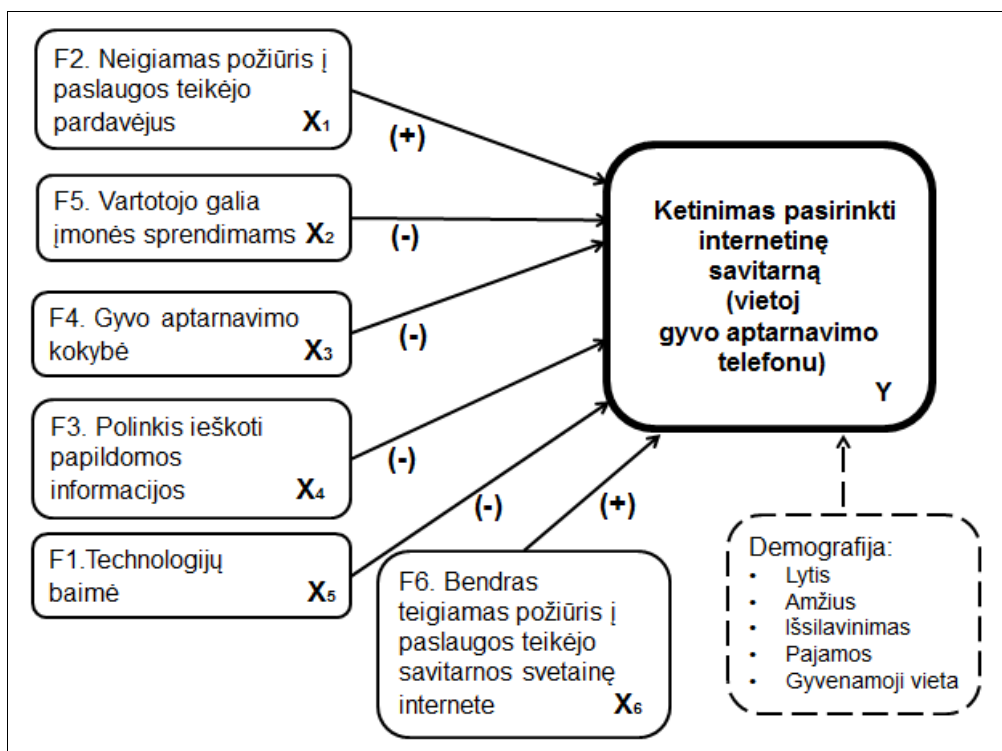 F2. Neigiamas požiūris į
paslaugos teikėjo
pardavėjus X1
(+)
F5. Vartotojo galia
įmonės sprendimams X2
(-)
F4. Gyvo aptarnavimo
kokybė X3
(-)
F3. Polinkis ieškoti
papildomos
informacijos X4
(-)
F1.Technologijų
baimė X5
(-)
F6. Bendras
teigiamas požiūris į
paslaugos teikėjo
savitarnos svetainę
internete X6
(+)
Ketinimas pasirinkti
internetinę
savitarną
(vietoj
gyvo aptarnavimo
telefonu)
Y
Demografija:
• Lytis
• Amžius
• Išsilavinimas
• Pajamos
• Gyvenamoji vieta